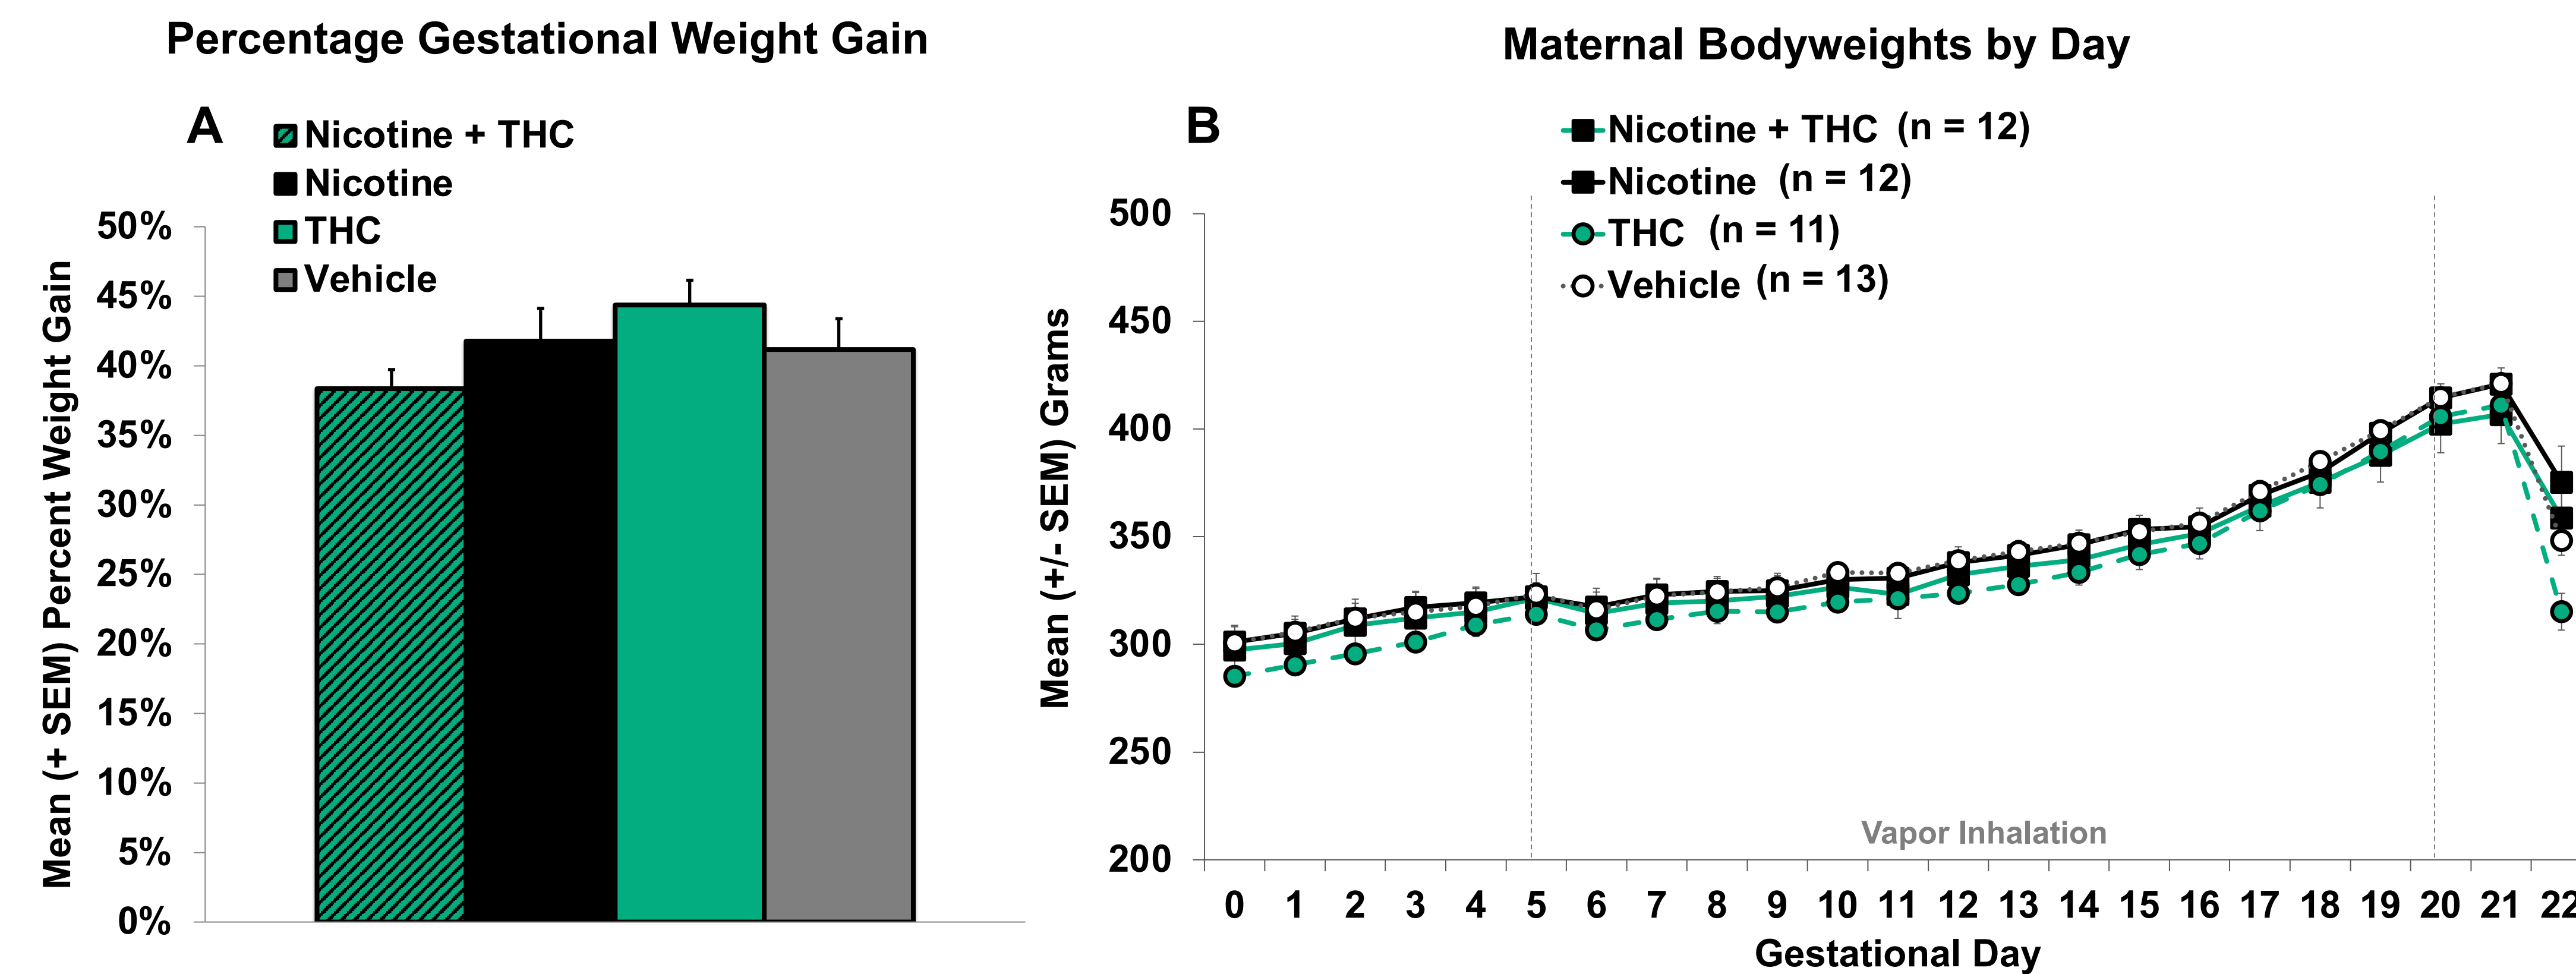 Percentage Gestational Weight Gain
A
Nicotine + THC
Nicotine
THC
Vehicle
50%
45%
40%
35%
30%
25%
20%
15%
10%
5%
0%
Mean (+ SEM) Percent Weight Gain
Maternal Bodyweights by Day
B
Nicotine + THC (n = 12)
Nicotine (n = 12)
THC (n = 11)
Vehicle (n = 13)
500
450
400
350
300
250
200
Mean (+/- SEM) Grams
Vapor Inhalation
0 1 2 3 4 5 6 7 8 9 10 11 12 13 14 15 16 17 18 19 20 21 22
Gestational Day